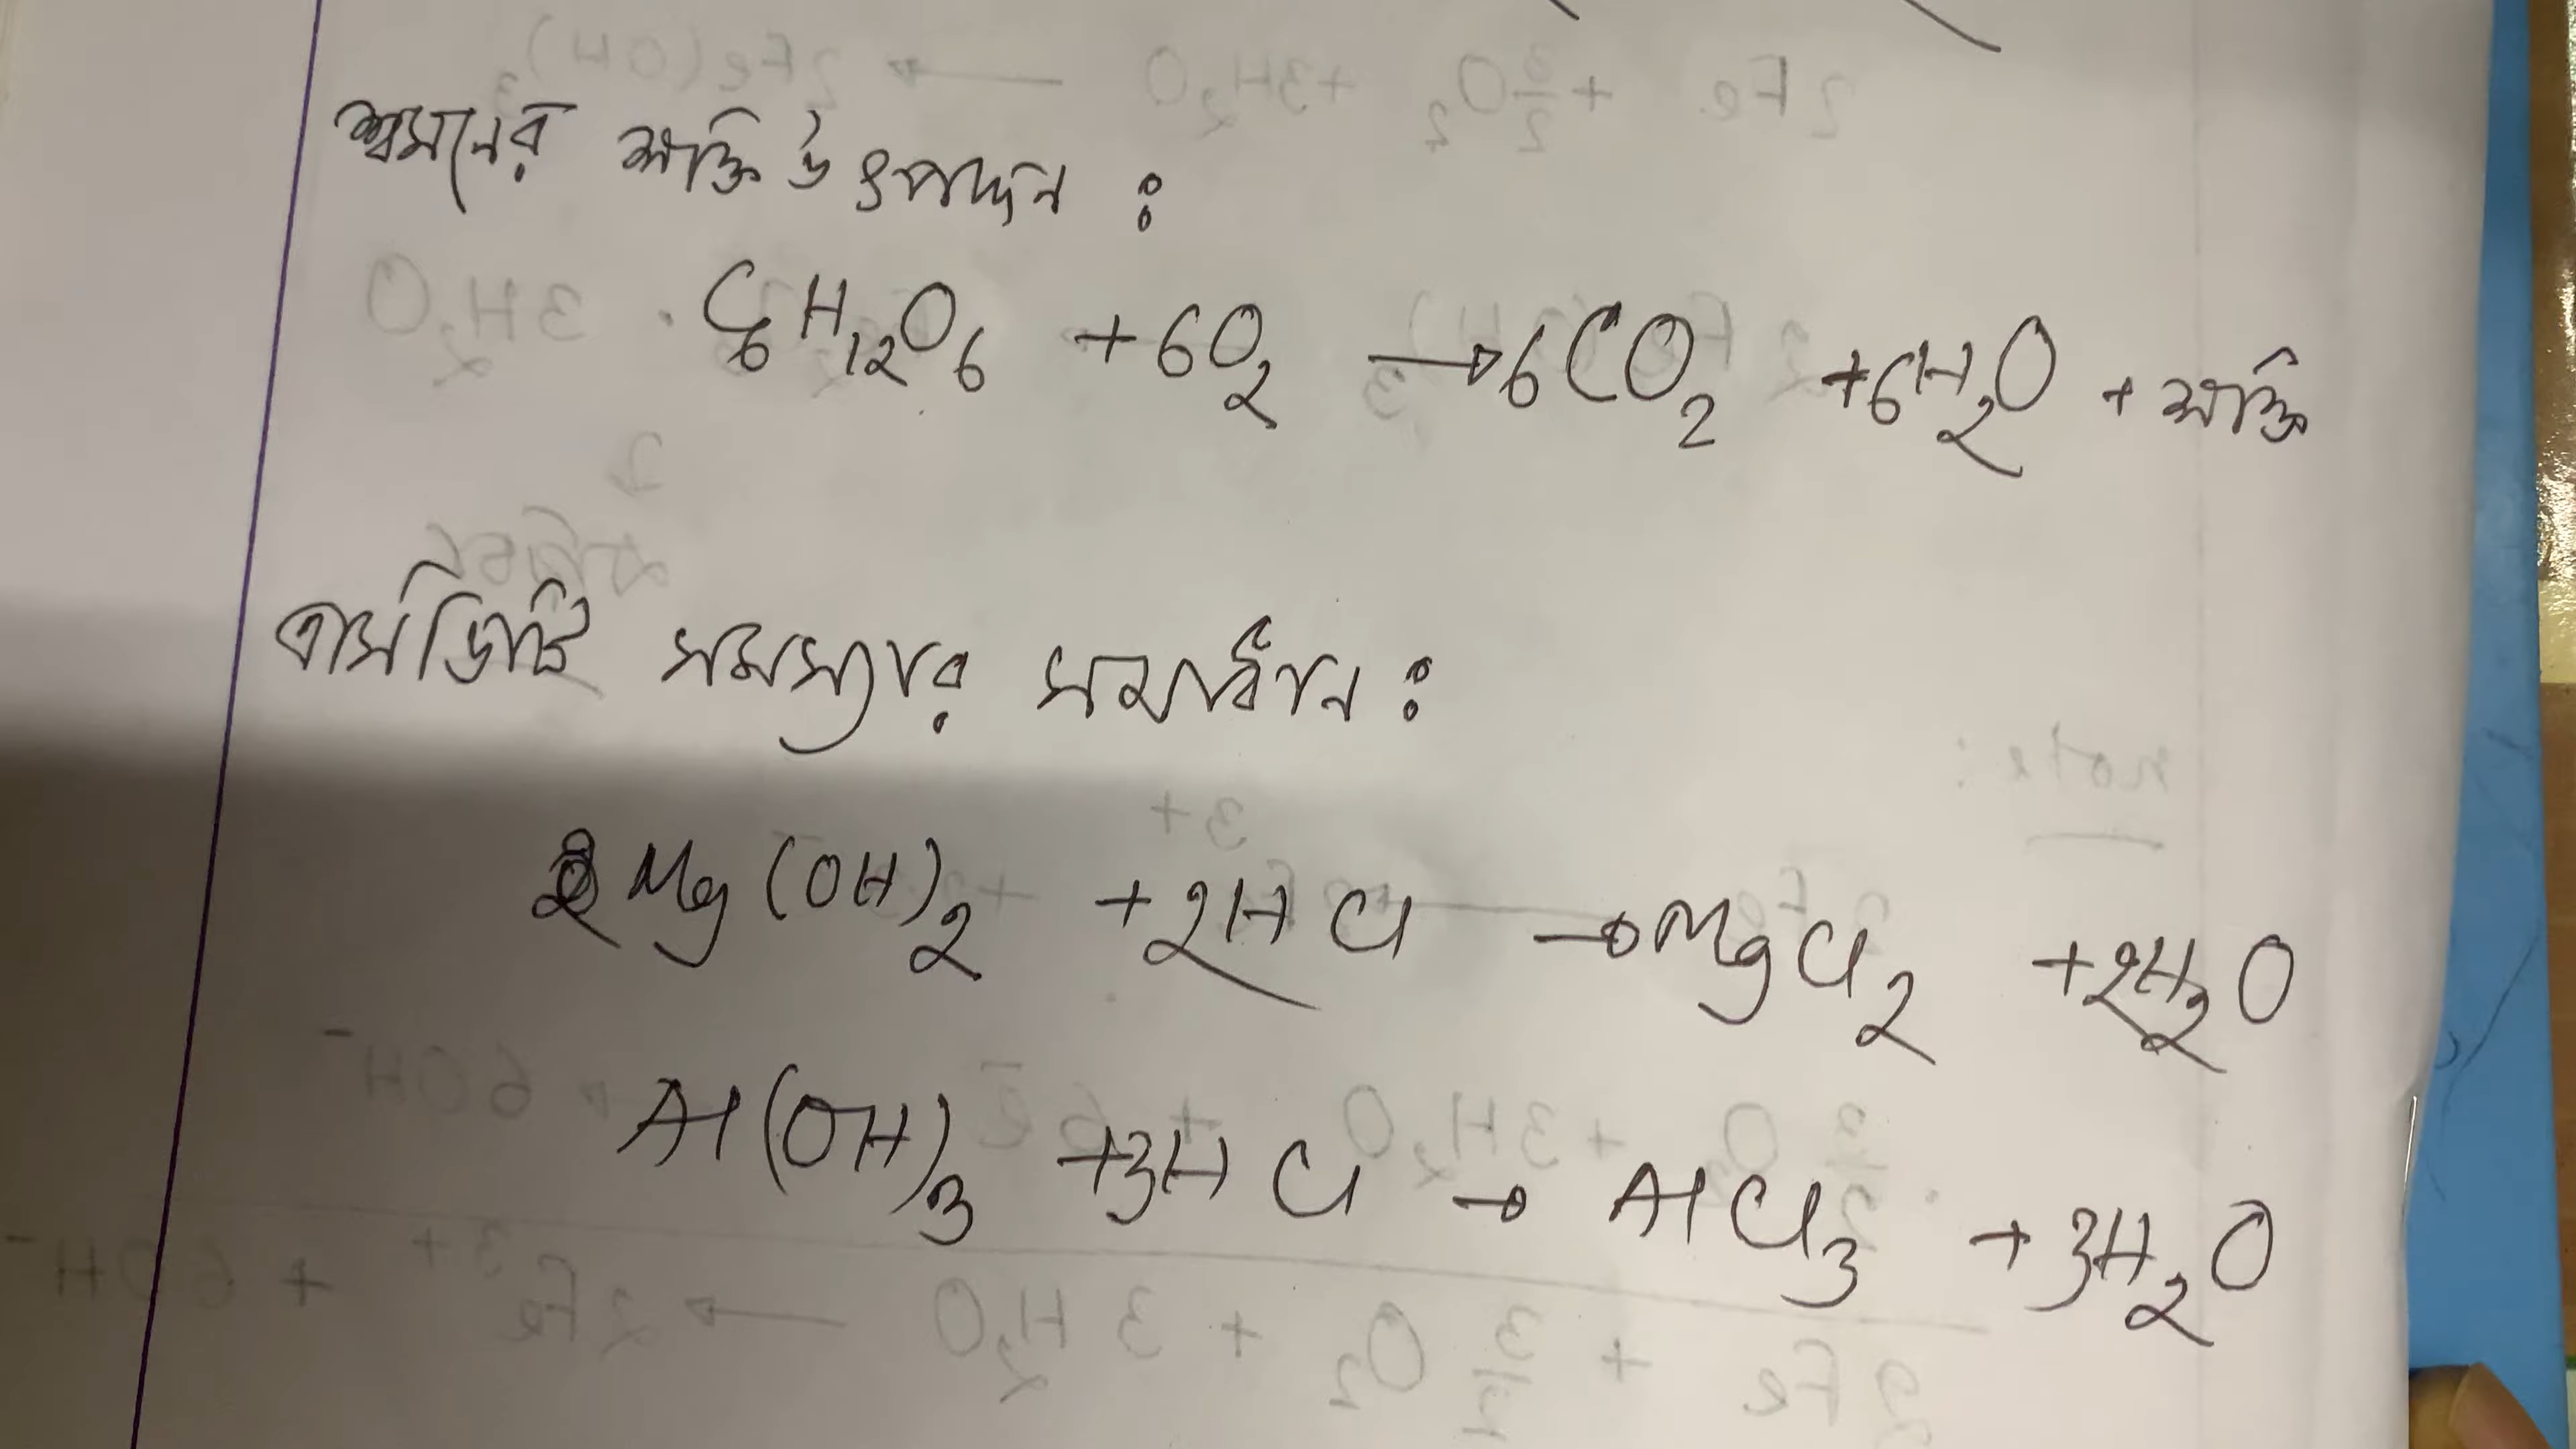 শ্বসনের শক্তি উৎপাদন :
C₆H₁₂O₆ + 6O₂ → 6CO₂ + 6H₂O + শক্তি
এসিডিটি সমস্যার সমাধান :
Mg(OH)₂ + 2HCl → MgCl₂ + 2H₂O
Al(OH)₃ + 3HCl → AlCl₃ + 3H₂O